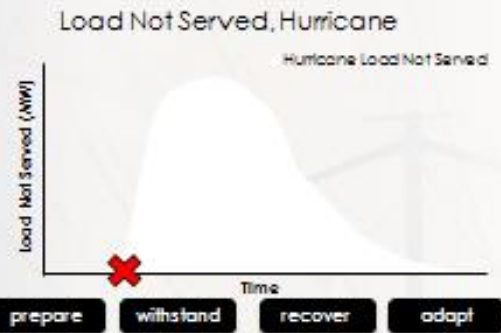 Load Not Served, Hurricane
Hurricane Load Not Served
Load Not Served (MW)
Time
prepare withstand recover adapt